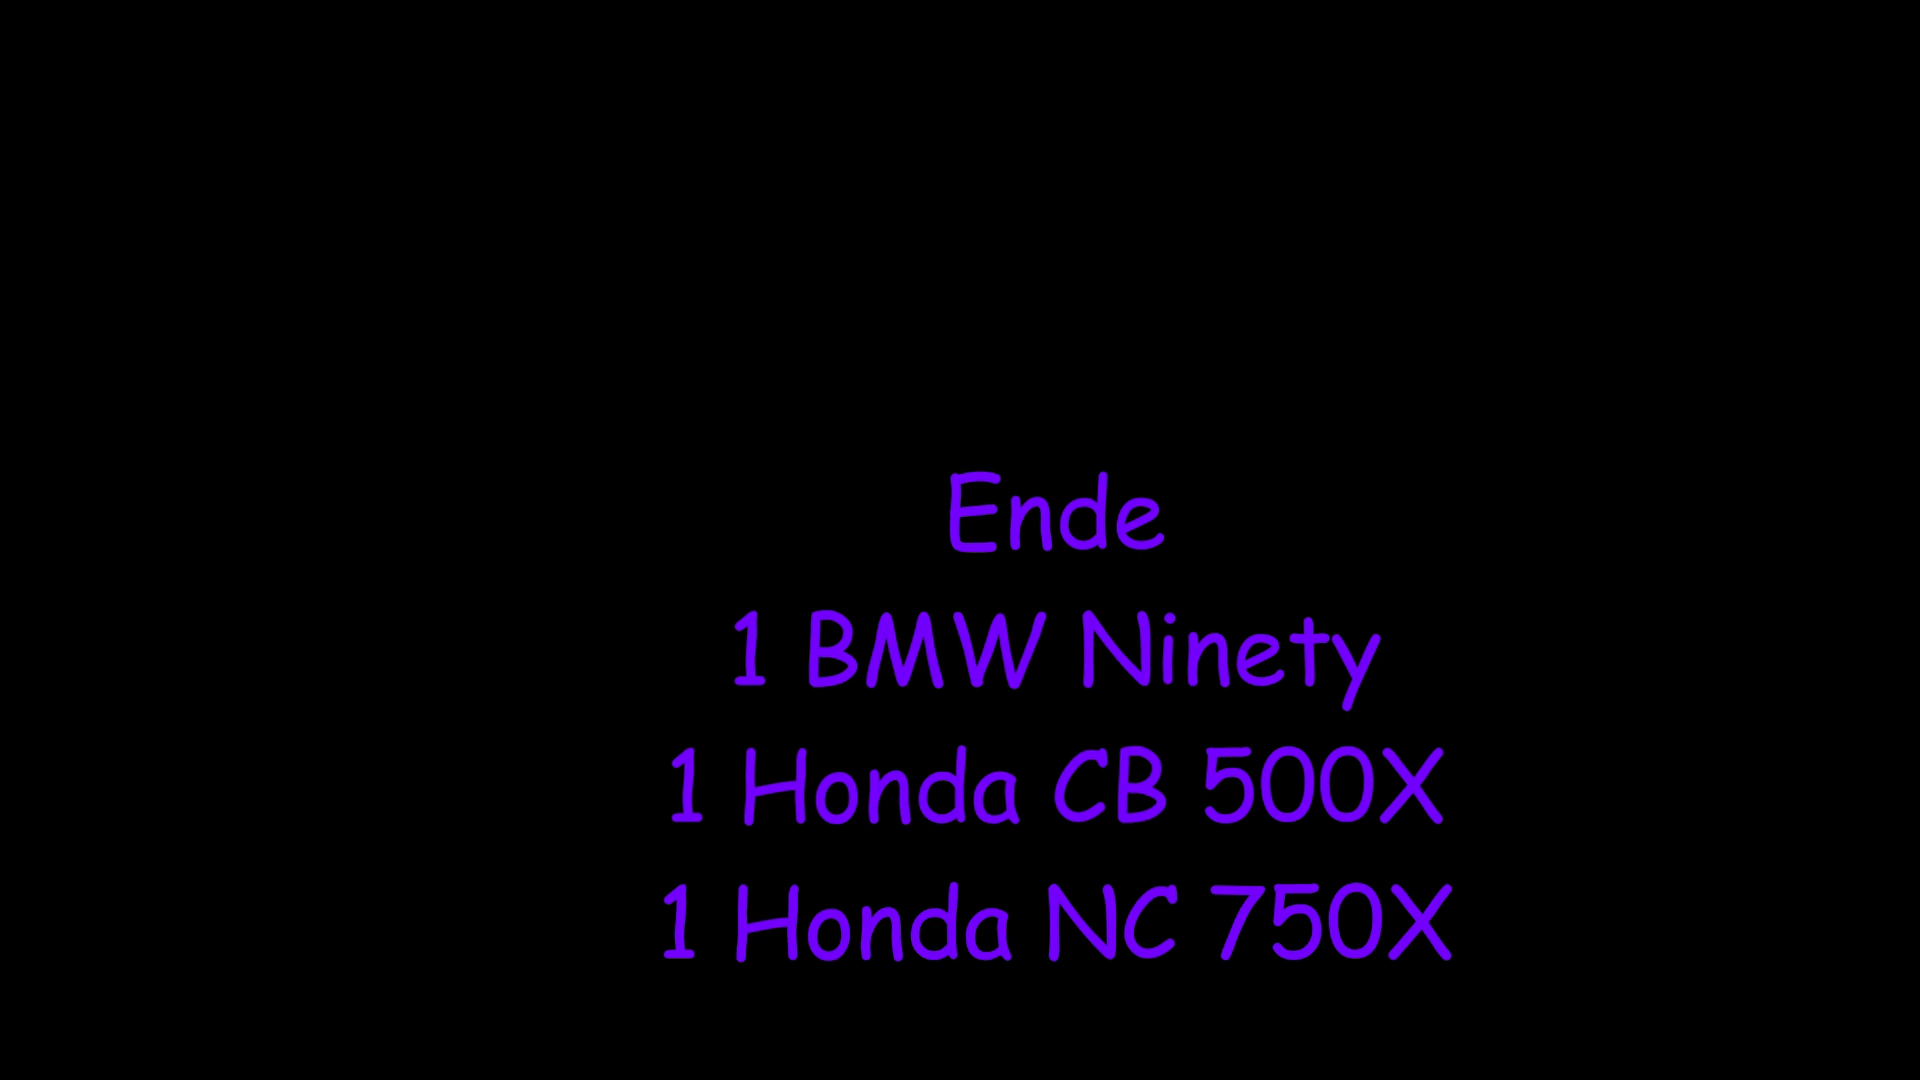 Ende
1 BMW Ninety
1 Honda CB 500X
1 Honda NC 750X